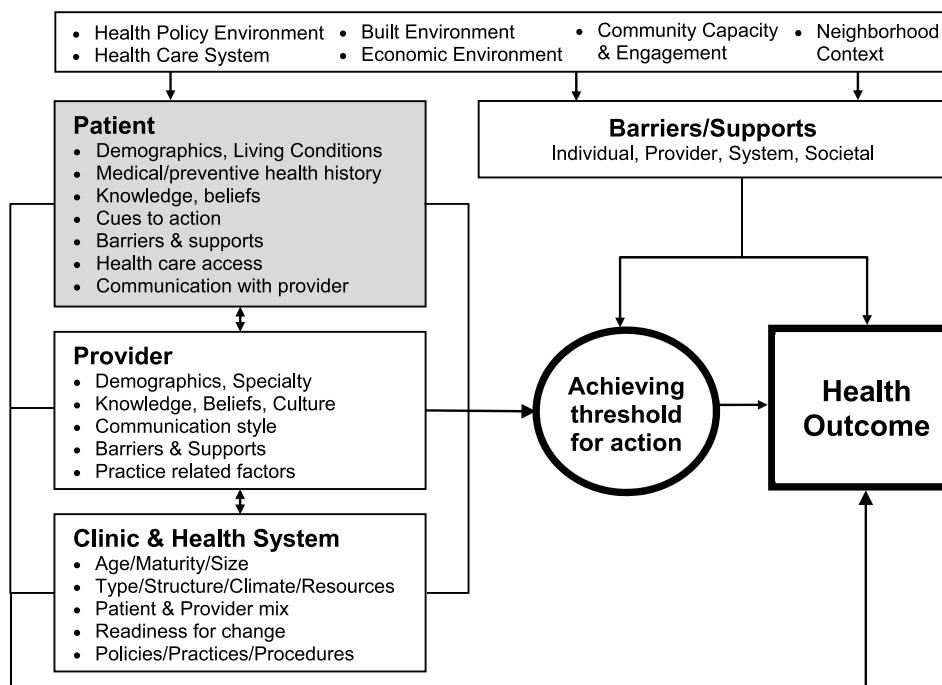 • Health Policy Environment
• Health Care System
• Built Environment
• Economic Environment
• Community Capacity
& Engagement
• Neighborhood
Context
Patient
• Demographics, Living Conditions
• Medical/preventive health history
• Knowledge, beliefs
• Cues to action
• Barriers & supports
• Health care access
• Communication with provider
Barriers/Supports
Individual, Provider, System, Societal
Provider
• Demographics, Specialty
• Knowledge, Beliefs, Culture
• Communication style
• Barriers & Supports
• Practice related factors
Achieving
threshold
for action
Health
Outcome
Clinic & Health System
• Age/Maturity/Size
• Type/Structure/Climate/Resources
• Patient & Provider mix
• Readiness for change
• Policies/Practices/Procedures